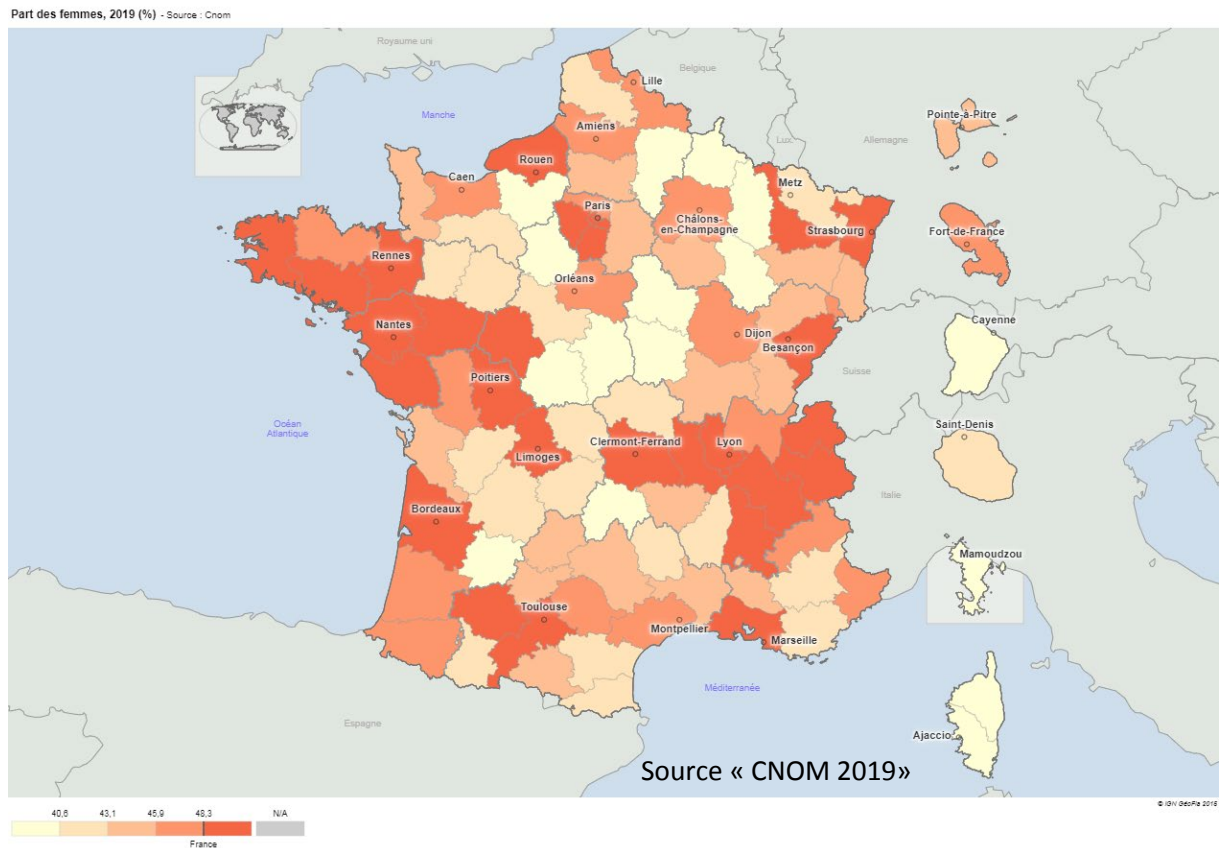 Part des femmes, 2019 (%) - Source : Cnom
Royaume uni
Belgique
Lille
Manche
Amiens
Lux.
Allemagne
Pointe-à-Pitre
Rouen
Caen
Metz
Paris
Châlons-
en-Champagne
Strasbourg
Fort-de-France
Rennes
Orléans
Nantes
Dijon
Besançon
Cayenne
Suisse
Poitiers
Océan
Atlantique
Clermont-Ferrand
Lyon
Limoges
Saint-Denis
Italie
Bordeaux
Mamoudzou
Toulouse
Montpellier
Marseille
Méditerranée
Espagne
Ajaccio
Source « CNOM 2019»
© IGN GéoFla 2015
40,6
43,1
45,9
48,3
N/A
France